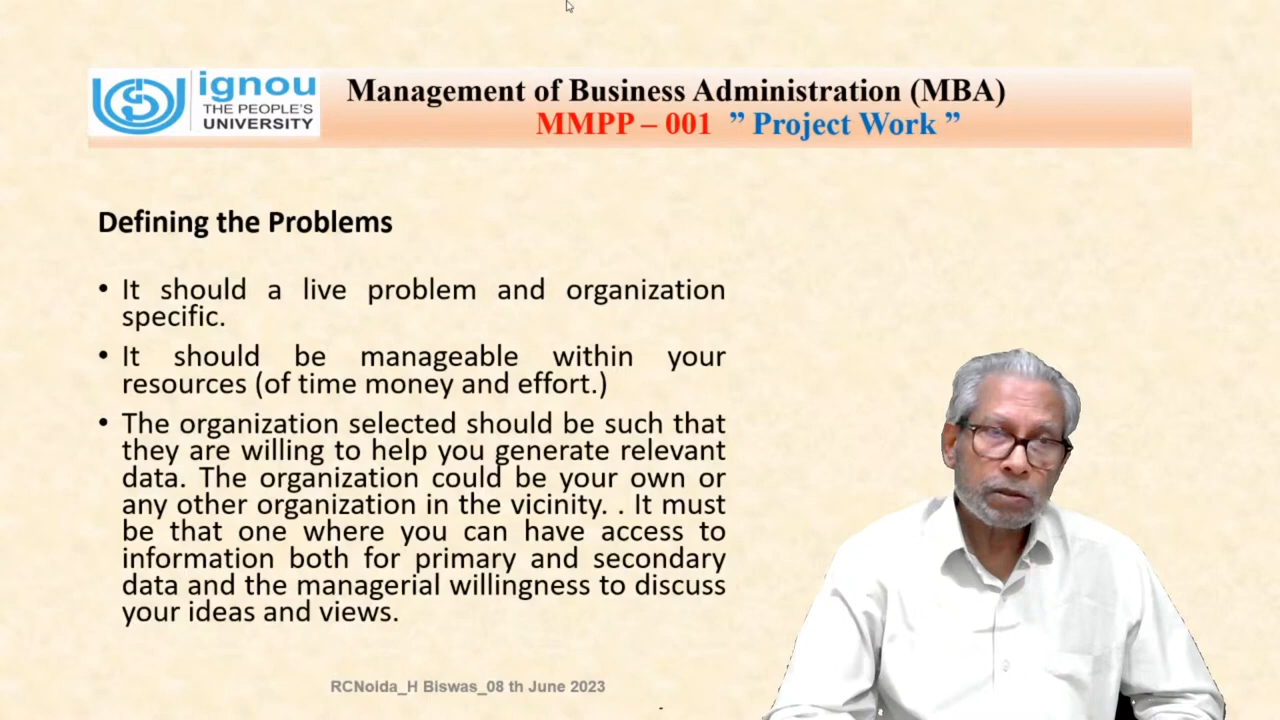 ignou
THE PEOPLE'S
UNIVERSITY
Management of Business Administration (MBA)
MMPP – 001 ” Project Work ”
Defining the Problems
• It should a live problem and organization
specific.
• It should be manageable within your
resources (of time money and effort.)
• The organization selected should be such that
they are willing to help you generate relevant
data. The organization could be your own or
any other organization in the vicinity. . It must
be that one where you can have access to
information both for primary and secondary
data and the managerial willingness to discuss
your ideas and views.
RCNoida_H Biswas_08 th June 2023